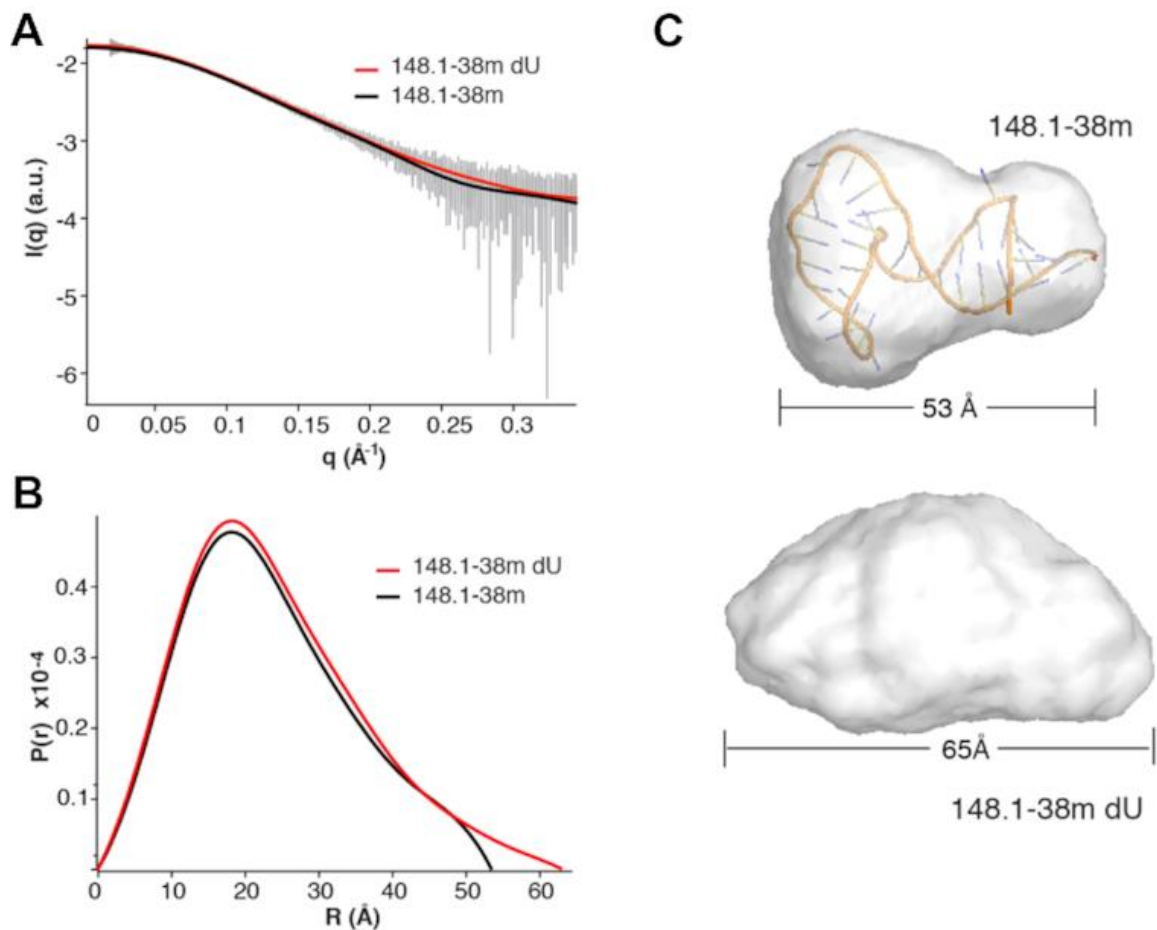 A
-2
-3
-4
-5
-6
I(q) (a.u.)
148.1-38m dU
148.1-38m
0 0.05 0.1 0.15 0.2 0.25 0.3
q (Å-1)
B
0.4
0.3
0.2
0.1
P(r) x10-4
148.1-38m dU
148.1-38m
0 10 20 30 40 50 60
R (Å)
C
148.1-38m
53 Å
65Å
148.1-38m dU